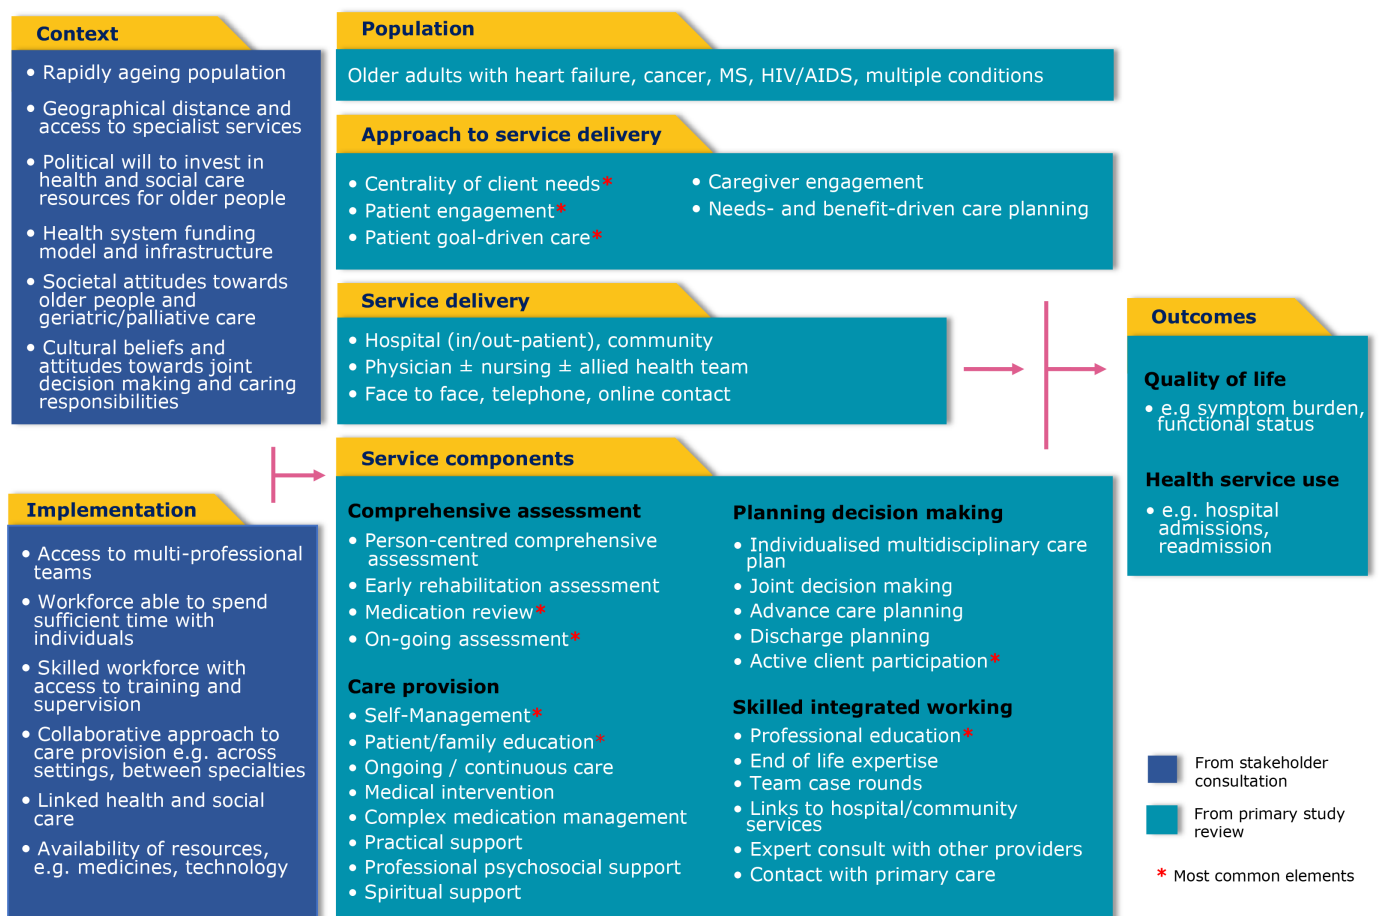 Context
• Rapidly ageing population
• Geographical distance and
access to specialist services
• Political will to invest in
health and social care
resources for older people
• Health system funding
model and infrastructure
• Societal attitudes towards
older people and
geriatric/palliative care
• Cultural beliefs and
attitudes towards joint
decision making and caring
responsibilities
Implementation
• Access to multi-professional
teams
• Workforce able to spend
sufficient time with
individuals
• Skilled workforce with
access to training and
supervision
• Collaborative approach to
care provision e.g. across
settings, between specialties
• Linked health and social
care
• Availability of resources,
e.g. medicines, technology
Population
Older adults with heart failure, cancer, MS, HIV/AIDS, multiple conditions
Approach to service delivery
• Centrality of client needs*
• Patient engagement*
• Patient goal-driven care*
• Caregiver engagement
• Needs- and benefit-driven care planning
Service delivery
• Hospital (in/out-patient), community
• Physician ± nursing ± allied health team
• Face to face, telephone, online contact
Service components
Comprehensive assessment
• Person-centred comprehensive
assessment
• Early rehabilitation assessment
• Medication review*
• On-going assessment*
Care provision
• Self-Management*
• Patient/family education*
• Ongoing / continuous care
• Medical intervention
• Complex medication management
• Practical support
• Professional psychosocial support
• Spiritual support
Planning decision making
• Individualised multidisciplinary care
plan
• Joint decision making
• Advance care planning
• Discharge planning
• Active client participation*
Skilled integrated working
• Professional education*
• End of life expertise
• Team case rounds
• Links to hospital/community
services
• Expert consult with other providers
• Contact with primary care
Outcomes
Quality of life
• e.g symptom burden,
functional status
Health service use
• e.g. hospital
admissions,
readmission
From stakeholder
consultation
From primary study
review
* Most common elements